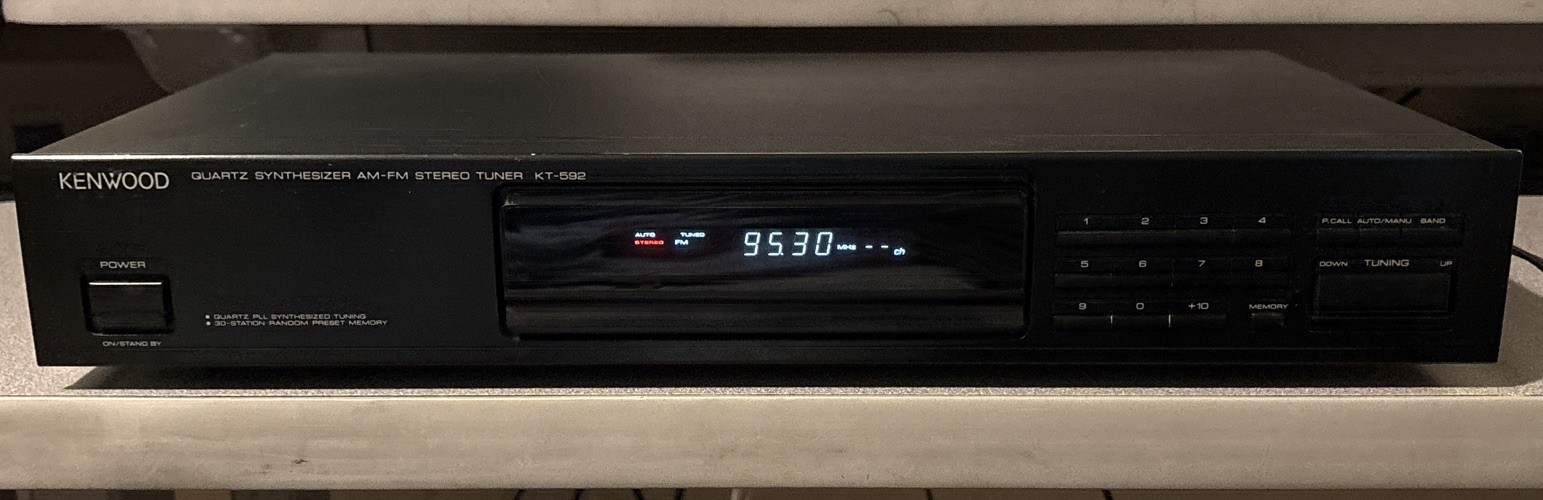 KENWOOD QUARTZ SYNTHESIZER AM-FM STEREO TUNER KT-592
AUTO TUNED
STEREO FM 95.30 MHz -- ch
1 2 3 4
P.CALL AUTO/MANU BAND
POWER
5 6 7 8
DOWN TUNING UP
9 0 +10 MEMORY
• QUARTZ PLL SYNTHESIZED TUNING
• 30-STATION RANDOM PRESET MEMORY
ON/STAND BY